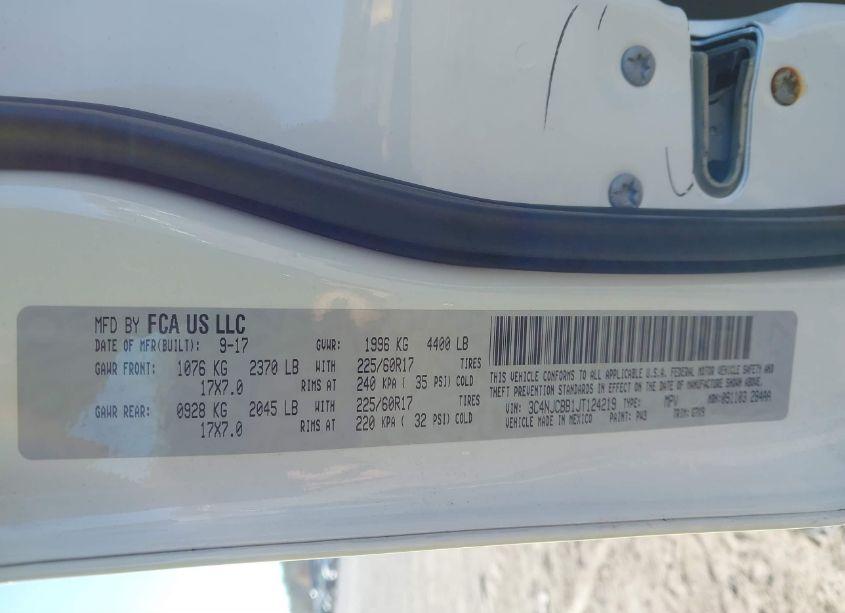 MFD BY FCA US LLC
DATE OF MFR(BUILT): 9-17 GVWR: 1996 KG 4400 LB
GAWR FRONT: 1076 KG 2370 LB WITH 225/60R17 TIRES
17X7.0 RIMS AT 240 KPA ( 35 PSI) COLD
GAWR REAR: 0928 KG 2045 LB WITH 225/60R17 TIRES
17X7.0 RIMS AT 220 KPA ( 32 PSI) COLD
THIS VEHICLE CONFORMS TO ALL APPLICABLE U.S.A. FEDERAL MOTOR VEHICLE SAFETY AND
THEFT PREVENTION STANDARDS IN EFFECT ON THE DATE OF MANUFACTURE SHOWN ABOVE.
VIN: 3C4NJCBB1JT124219 TYPE: MPV MDH: 091103 284AA
VEHICLE MADE IN MEXICO PAINT: PW3 TRIM: